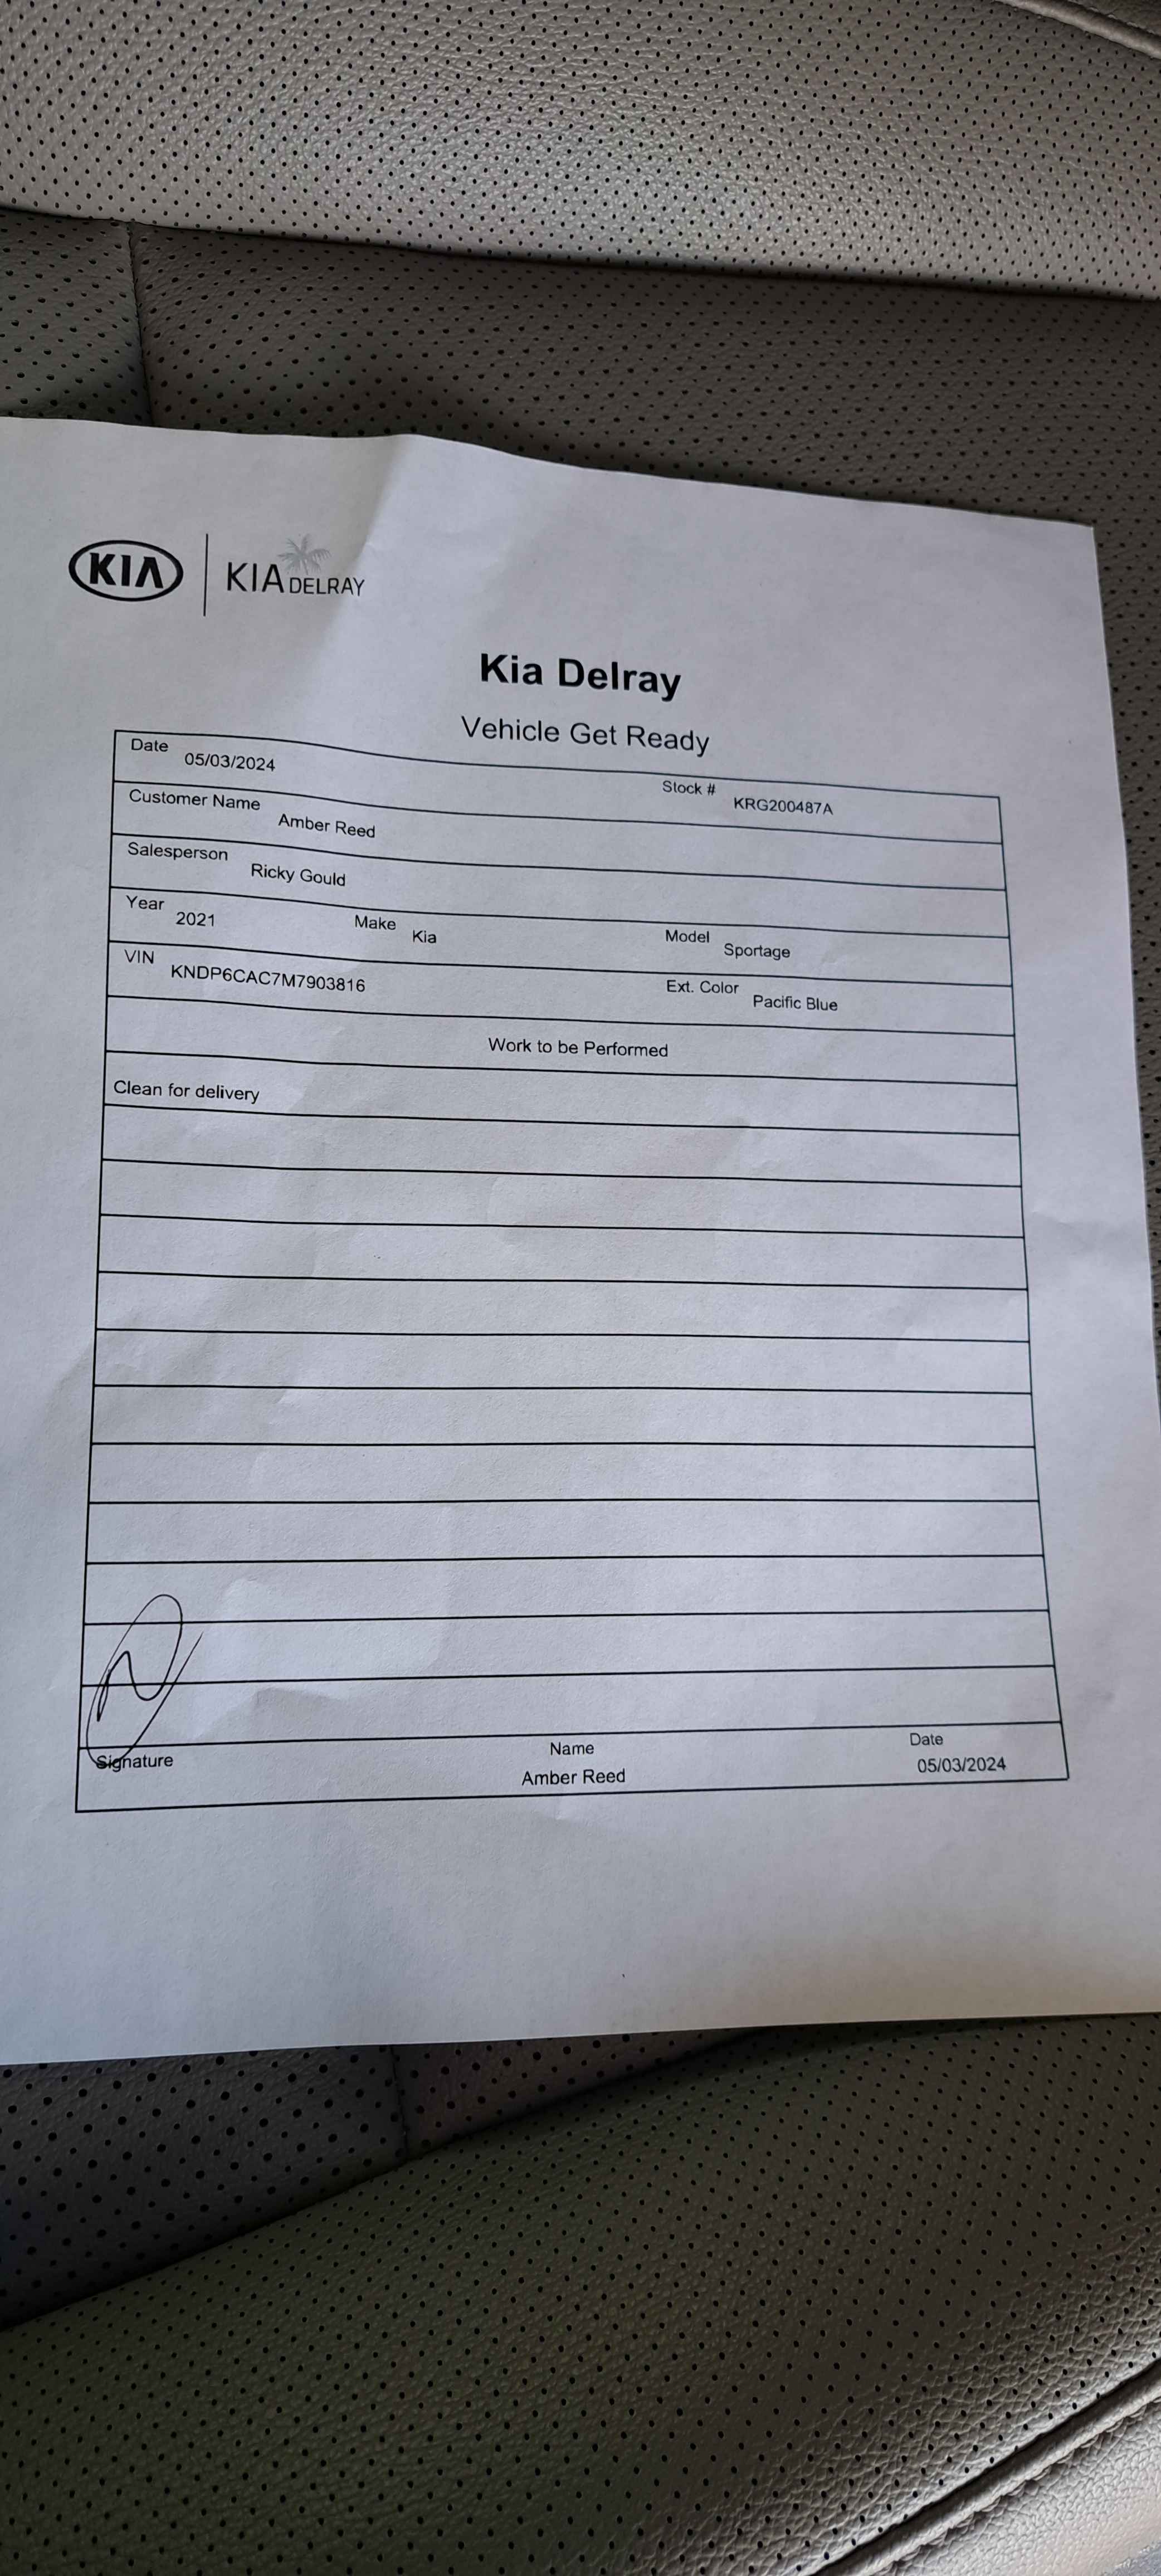 KIA | KIA DELRAY
Kia Delray
Vehicle Get Ready
Date 05/03/2024 Stock # KRG200487A
Customer Name Amber Reed
Salesperson Ricky Gould
Year 2021 Make Kia Model Sportage
VIN KNDP6CAC7M7903816 Ext. Color Pacific Blue
Work to be Performed
Clean for delivery
Signature Name Date
Amber Reed 05/03/2024